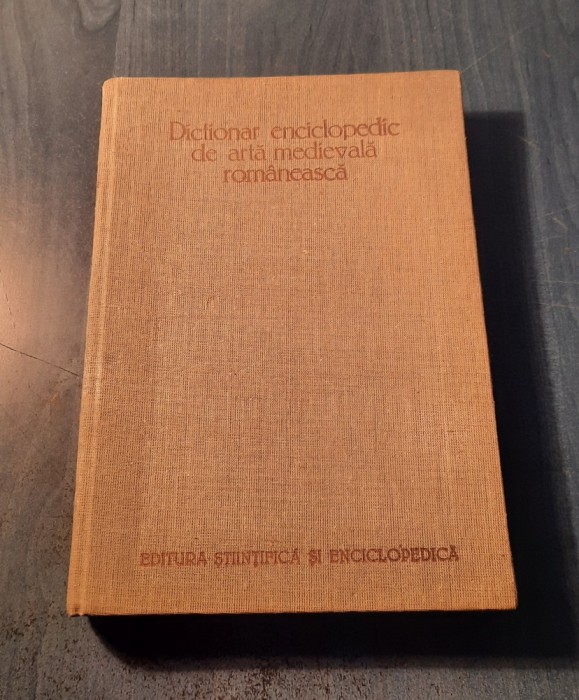 Dicționar enciclopedic
de artă medievală
românească
EDITURA ȘTIINȚIFICĂ ȘI ENCICLOPEDICĂ